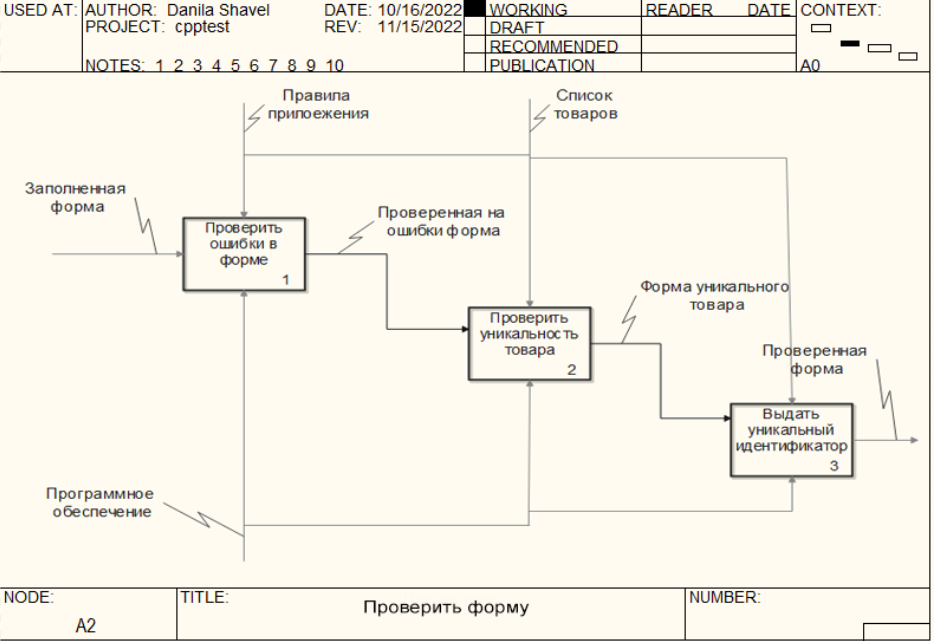 USED AT: AUTHOR: Danila Shavel DATE: 10/16/2022 WORKING READER DATE CONTEXT:
PROJECT: cpptest REV: 11/15/2022 DRAFT
RECOMMENDED
NOTES: 1 2 3 4 5 6 7 8 9 10 PUBLICATION A0
Правила
прилоежения
Список
товаров
Заполненная
форма
Проверить
ошибки в
форме
1
Проверенная на
ошибки форма
Проверить
уникальность
товара
2
Форма уникального
товара
Проверенная
форма
Выдать
уникальный
идентификатор
3
Программное
обеспечение
NODE: TITLE: NUMBER:
A2 Проверить форму